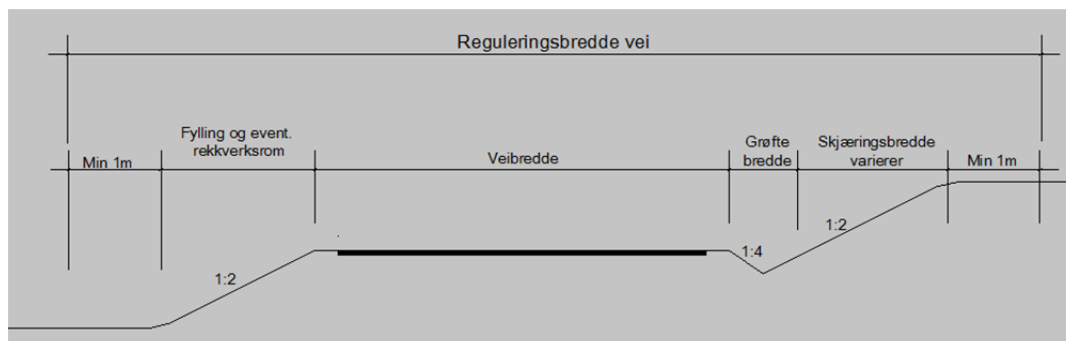 Reguleringsbredde vei
Min 1m
Fylling og event.
rekkverksrom
Veibredde
Grøfte
bredde
Skjæringsbredde
varierer
Min 1m
1:2
1:4
1:2